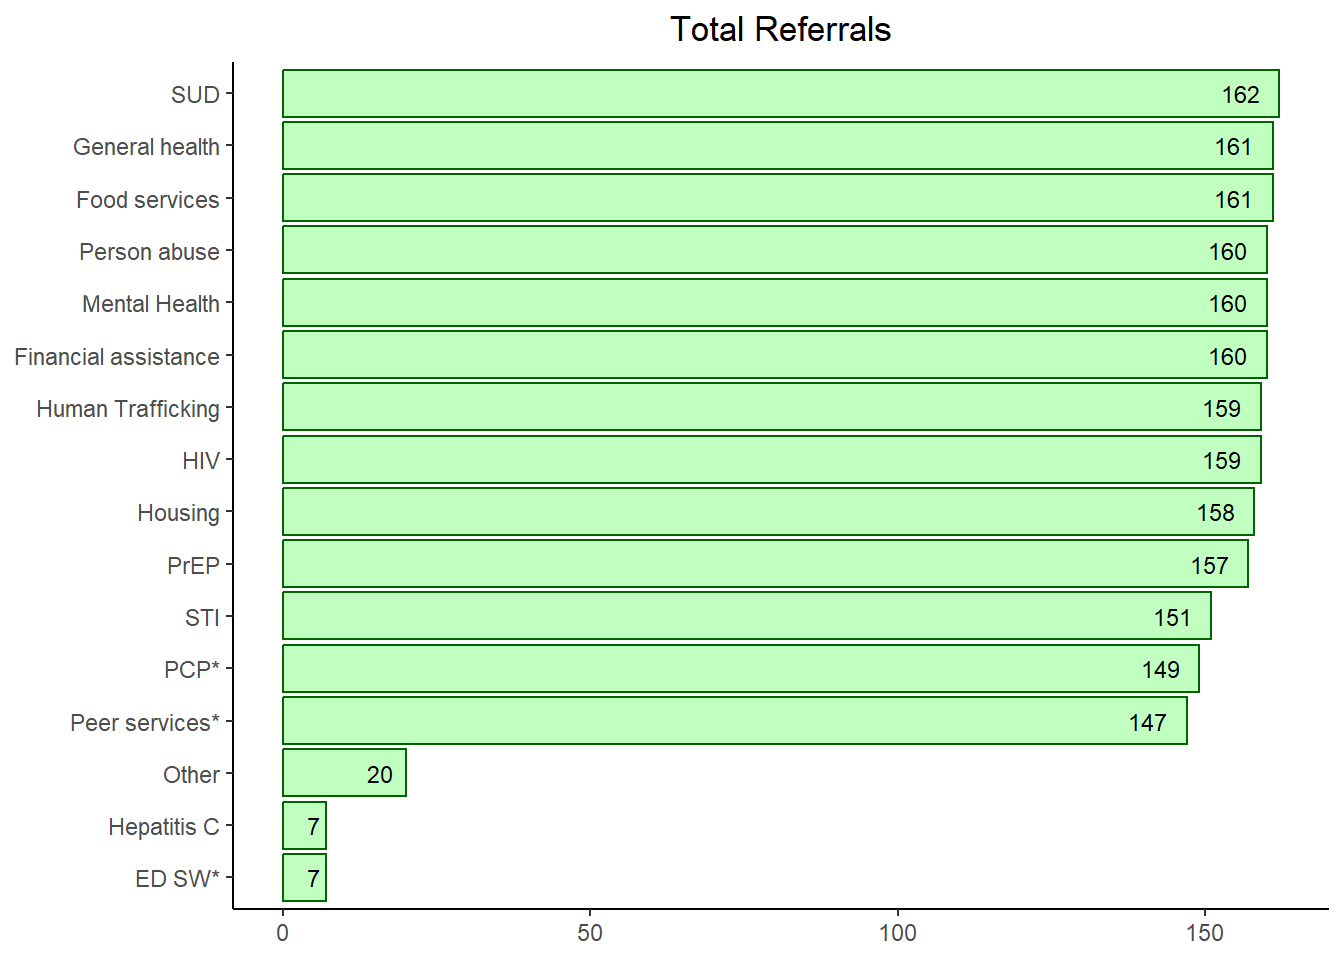 Total Referrals
SUD 162
General health 161
Food services 161
Person abuse 160
Mental Health 160
Financial assistance 160
Human Trafficking 159
HIV 159
Housing 158
PrEP 157
STI 151
PCP* 149
Peer services* 147
Other 20
Hepatitis C 7
ED SW* 7
0 50 100 150